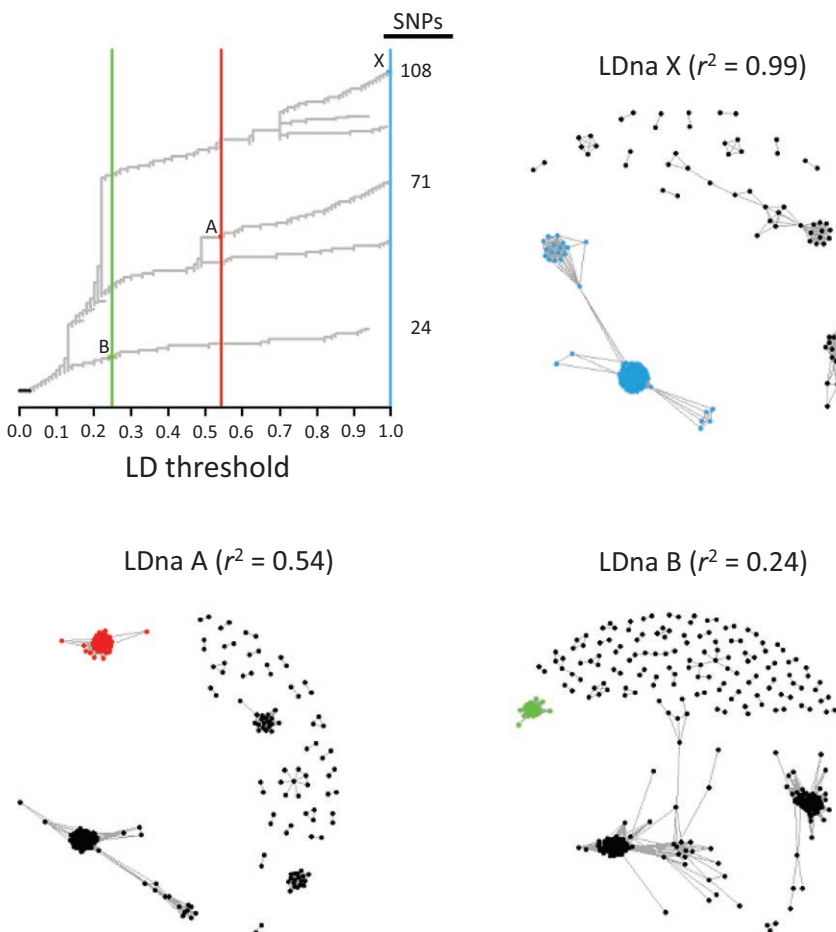 SNPs
X
108
71
A
24
B
0.0 0.1 0.2 0.3 0.4 0.5 0.6 0.7 0.8 0.9 1.0
LD threshold
LDna X (r² = 0.99)
LDna A (r² = 0.54)
LDna B (r² = 0.24)